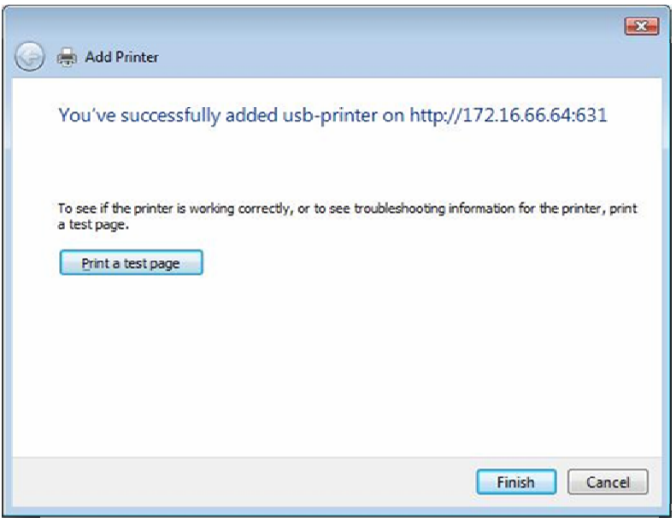 Add Printer
You've successfully added usb-printer on http://172.16.66.64:631
To see if the printer is working correctly, or to see troubleshooting information for the printer, print
a test page.
Print a test page
Finish
Cancel